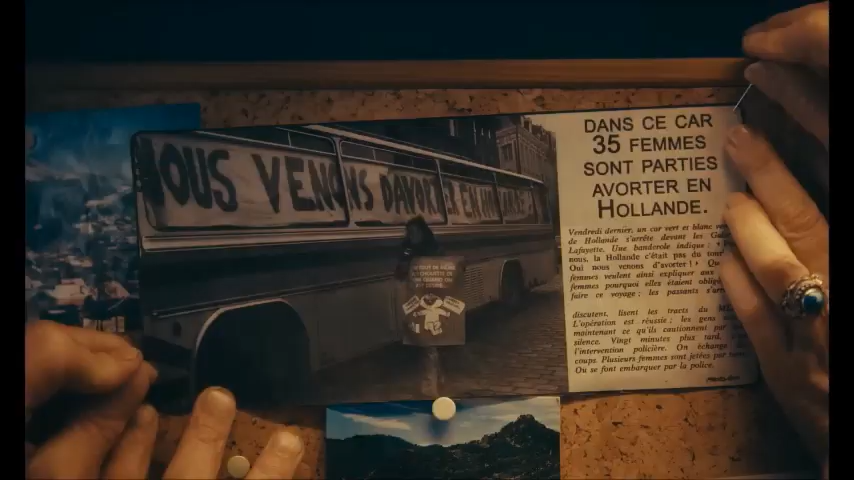 NOUS VENONS D'AVORTER EN
DANS CE CAR
35 FEMMES
SONT PARTIES
AVORTER EN
HOLLANDE.
Vendredi dernier, un car vert et blanc
de Hollande s'arrête devant les
Lafayette. Une banderole indique :
nous, la Hollande c'était pas du
Oui nous venons d'avorter ! »
femmes veulent ainsi expliquer aux
femmes pourquoi elles étaient
faire ce voyage ; les passants
discutent, lisent les tracts du
L'opération est réussie : les gens
maintenant ce qu'ils cautionnent par
silence. Vingt minutes plus tard,
l'intervention policière. On échange
coups. Plusieurs femmes sont jetées par
Ou se font embarquer par la police.